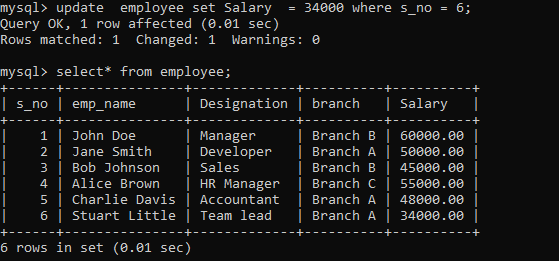 mysql> update  employee set Salary  = 34000 where s_no = 6;
Query OK, 1 row affected (0.01 sec)
Rows matched: 1  Changed: 1  Warnings: 0

mysql> select* from employee;
+------+---------------+-------------+----------+----------+
| s_no | emp_name      | Designation | branch   | Salary   |
+------+---------------+-------------+----------+----------+
|    1 | John Doe      | Manager     | Branch B | 60000.00 |
|    2 | Jane Smith    | Developer   | Branch A | 50000.00 |
|    3 | Bob Johnson   | Sales       | Branch B | 45000.00 |
|    4 | Alice Brown   | HR Manager  | Branch C | 55000.00 |
|    5 | Charlie Davis | Accountant  | Branch A | 48000.00 |
|    6 | Stuart Little | Team lead   | Branch A | 34000.00 |
+------+---------------+-------------+----------+----------+
6 rows in set (0.01 sec)